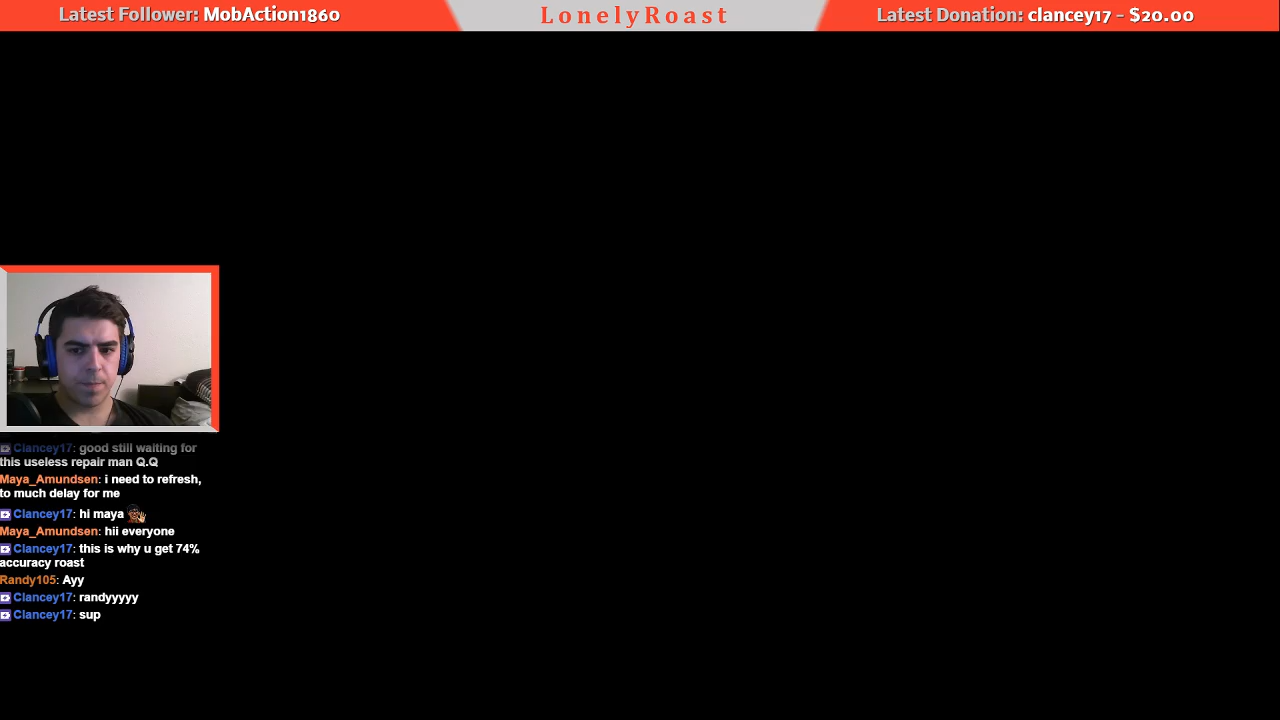 Latest Follower: MobAction1860
LonelyRoast
Latest Donation: clancey17 - $20.00
Clancey17: good still waiting for
this useless repair man Q.Q
Maya_Amundsen: i need to refresh,
to much delay for me
Clancey17: hi maya
Maya_Amundsen: hii everyone
Clancey17: this is why u get 74%
accuracy roast
Randy105: Ayy
Clancey17: randyyyyy
Clancey17: sup